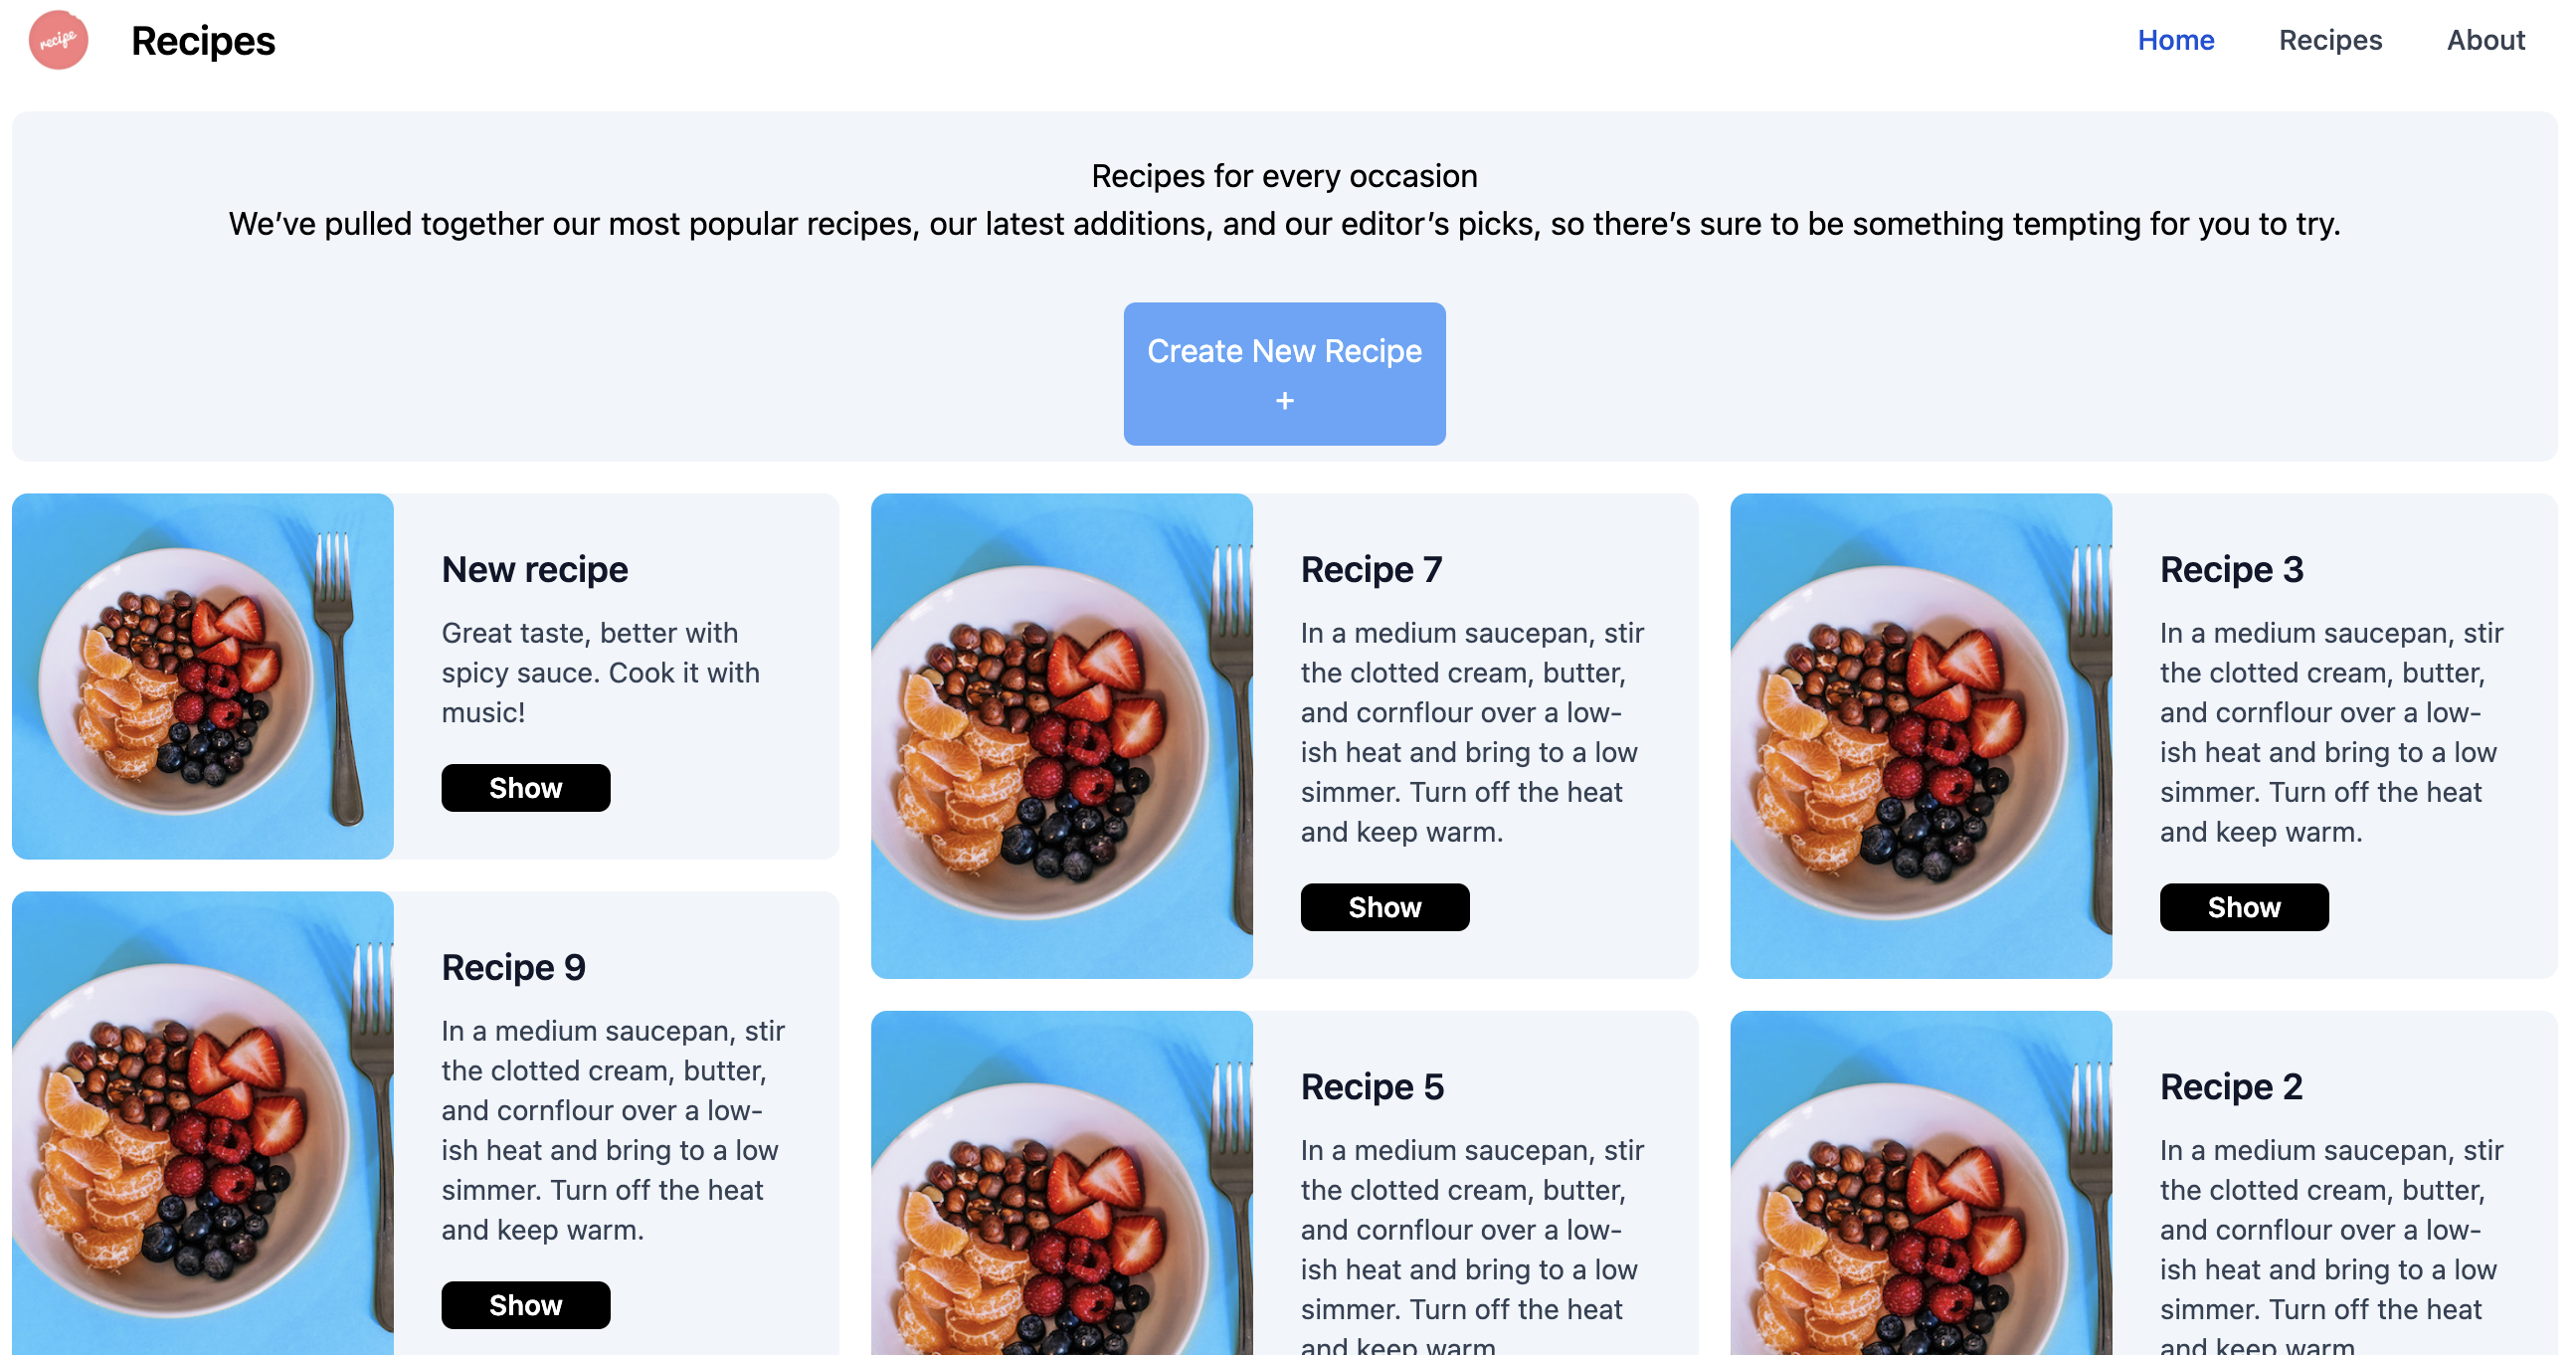 recipe
Recipes
Home
Recipes
About
Recipes for every occasion
We’ve pulled together our most popular recipes, our latest additions, and our editor’s picks, so there’s sure to be something tempting for you to try.
Create New Recipe
+
New recipe
Great taste, better with
spicy sauce. Cook it with
music!
Show
Recipe 9
In a medium saucepan, stir
the clotted cream, butter,
and cornflour over a low-
ish heat and bring to a low
simmer. Turn off the heat
and keep warm.
Show
Recipe 7
In a medium saucepan, stir
the clotted cream, butter,
and cornflour over a low-
ish heat and bring to a low
simmer. Turn off the heat
and keep warm.
Show
Recipe 5
In a medium saucepan, stir
the clotted cream, butter,
and cornflour over a low-
ish heat and bring to a low
simmer. Turn off the heat
and keep warm
Recipe 3
In a medium saucepan, stir
the clotted cream, butter,
and cornflour over a low-
ish heat and bring to a low
simmer. Turn off the heat
and keep warm.
Show
Recipe 2
In a medium saucepan, stir
the clotted cream, butter,
and cornflour over a low-
ish heat and bring to a low
simmer. Turn off the heat
and keep warm